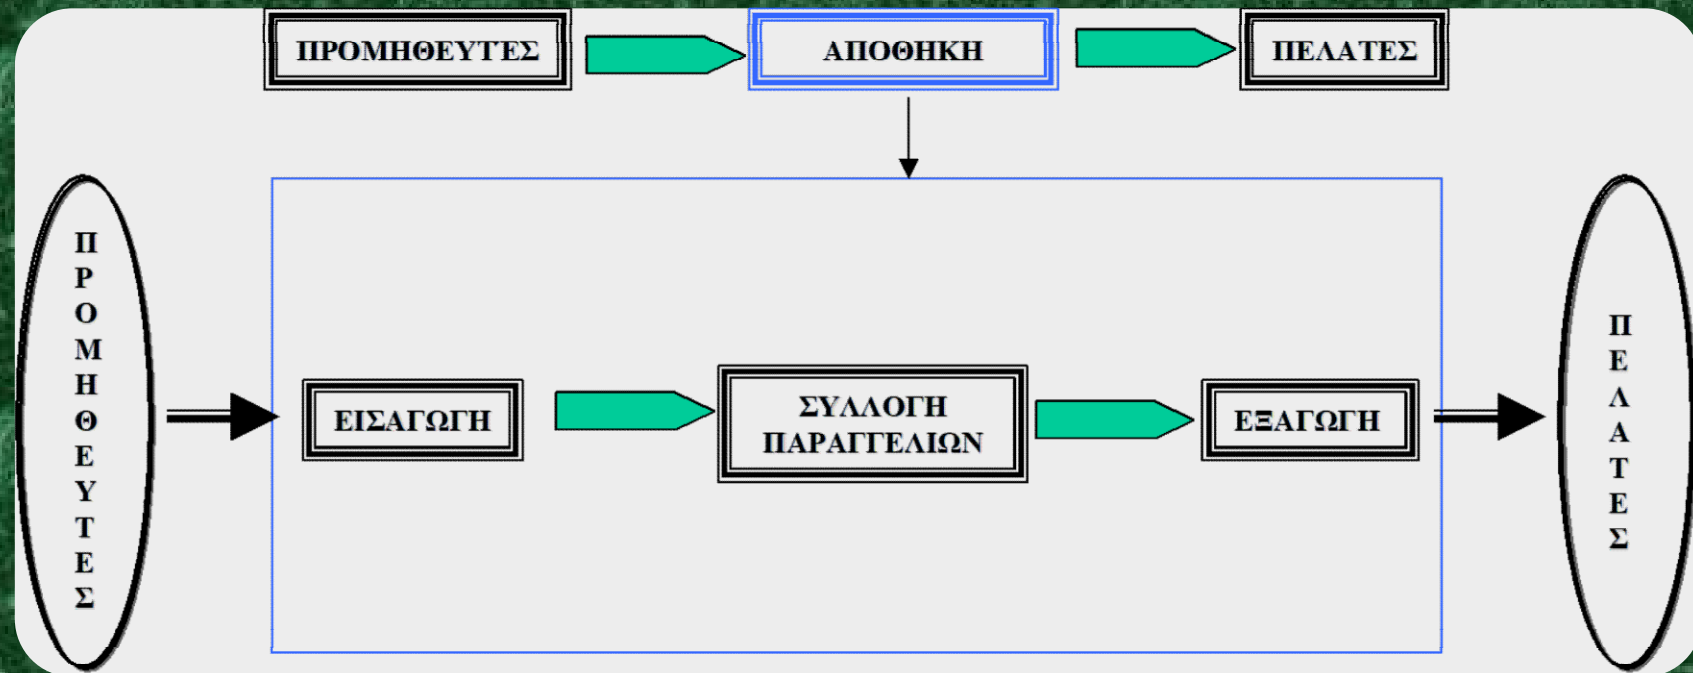 ΠΡΟΜΗΘΕΥΤΕΣ
ΑΠΟΘΗΚΗ
ΠΕΛΑΤΕΣ
ΠΡΟΜΗΘΕΥΤΕΣ
ΕΙΣΑΓΩΓΗ
ΣΥΛΛΟΓΗ
ΠΑΡΑΓΓΕΛΙΩΝ
ΕΞΑΓΩΓΗ
ΠΕΛΑΤΕΣ